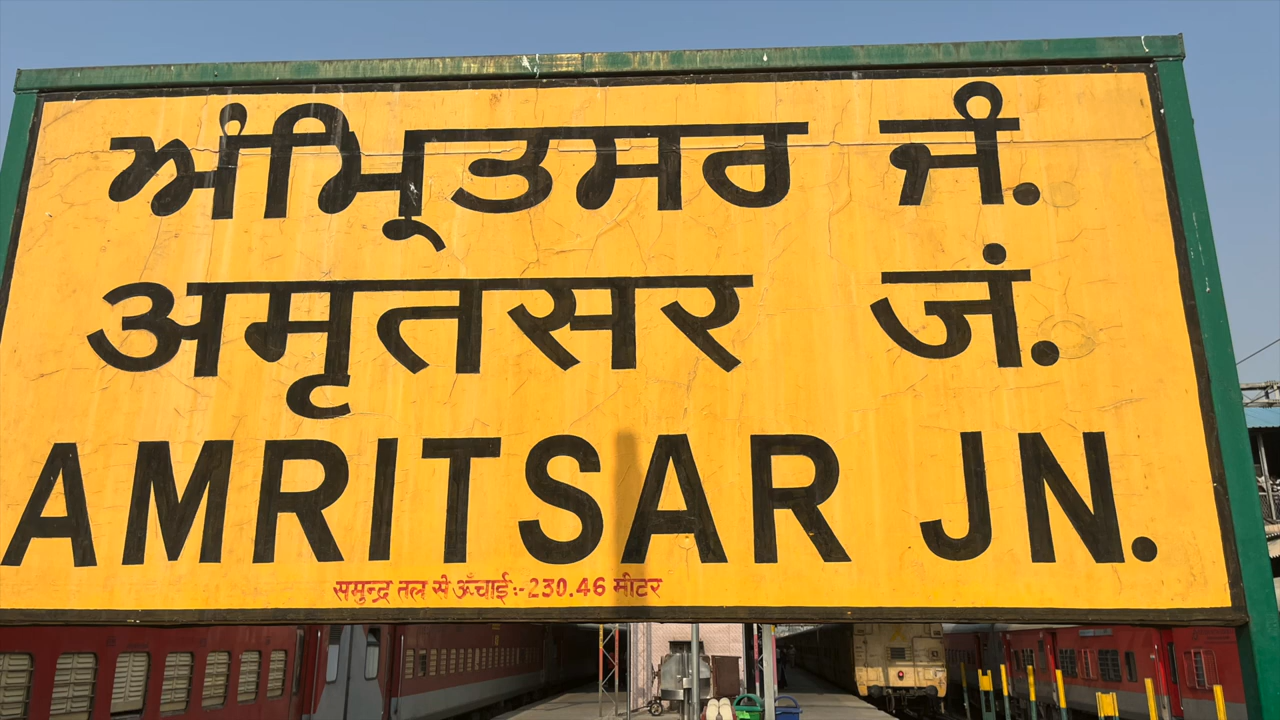 ਅੰਮ੍ਰਿਤਸਰ ਜੰ.
अमृतसर जं.
AMRITSAR JN.
समुन्द्र तल से ऊँचाई:-230.46 मीटर